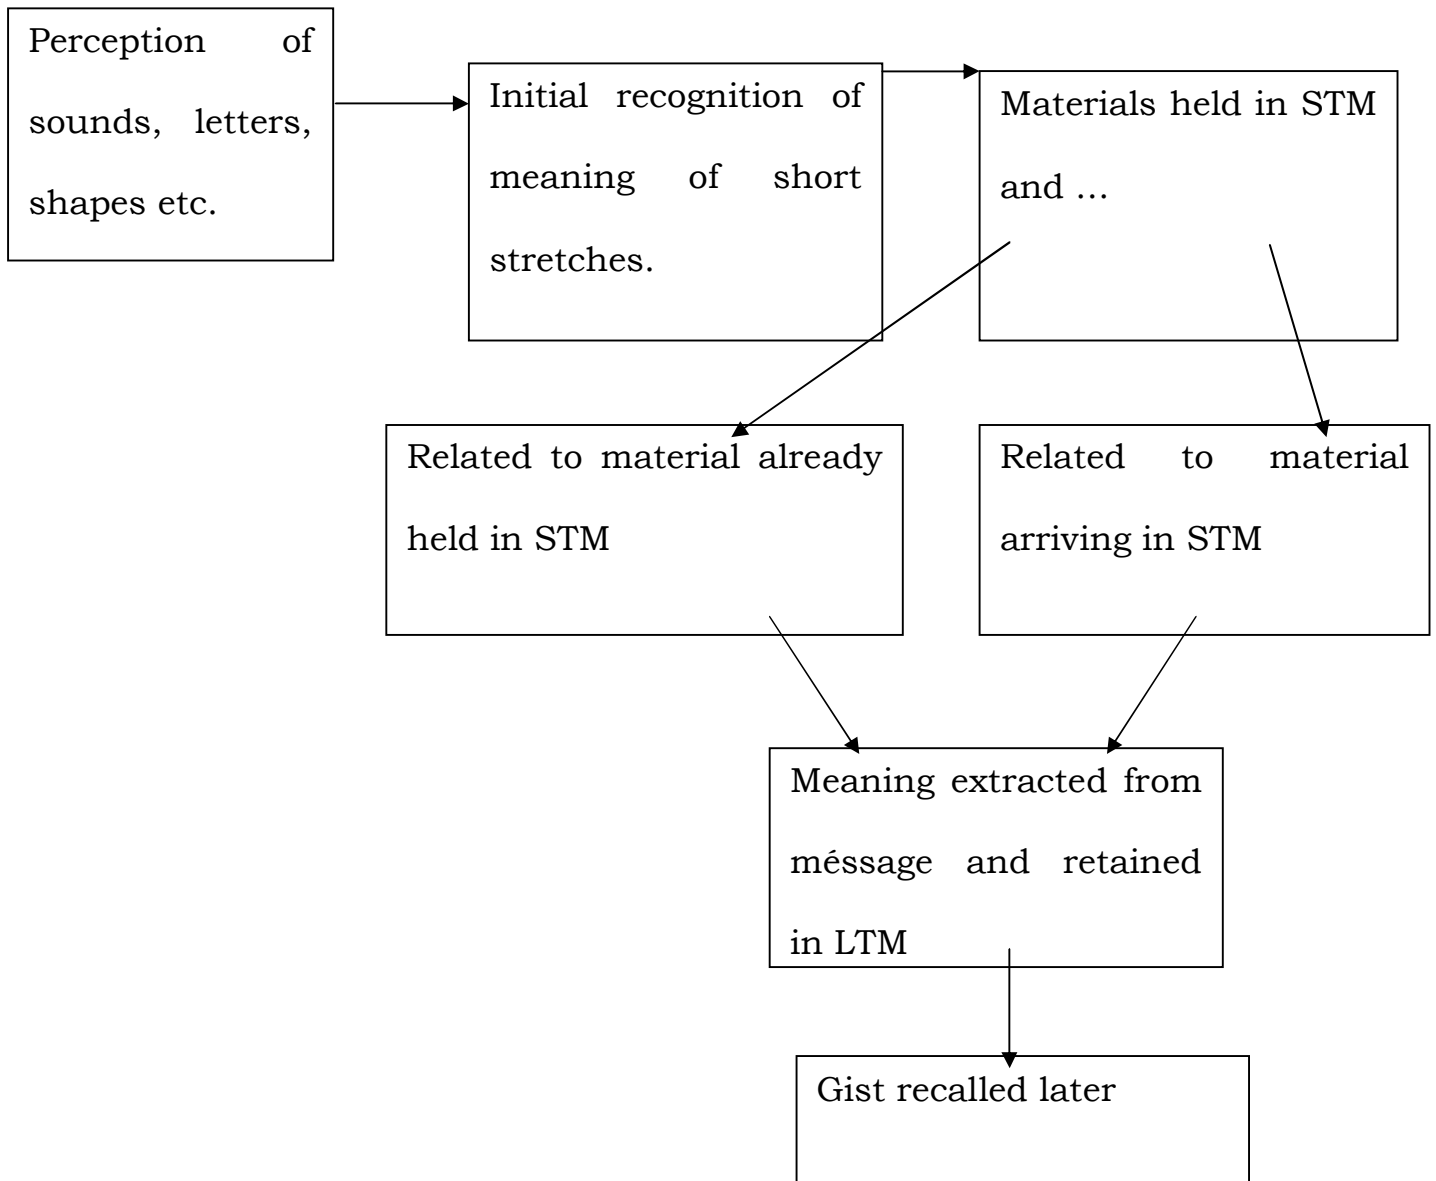 Perception of
sounds, letters,
shapes etc.
Initial recognition of
meaning of short
stretches.
Materials held in STM
and …
Related to material already
held in STM
Related to material
arriving in STM
Meaning extracted from
méssage and retained
in LTM
Gist recalled later